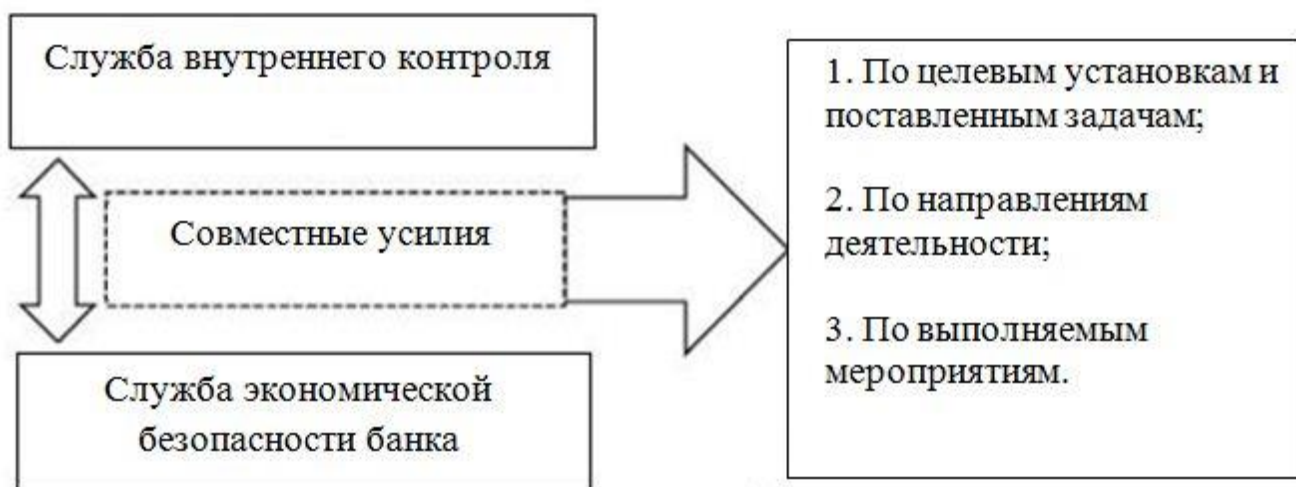 Служба внутреннего контроля
Совместные усилия
Служба экономической
безопасности банка
1. По целевым установкам и
поставленным задачам;
2. По направлениям
деятельности;
3. По выполняемым
мероприятиям.